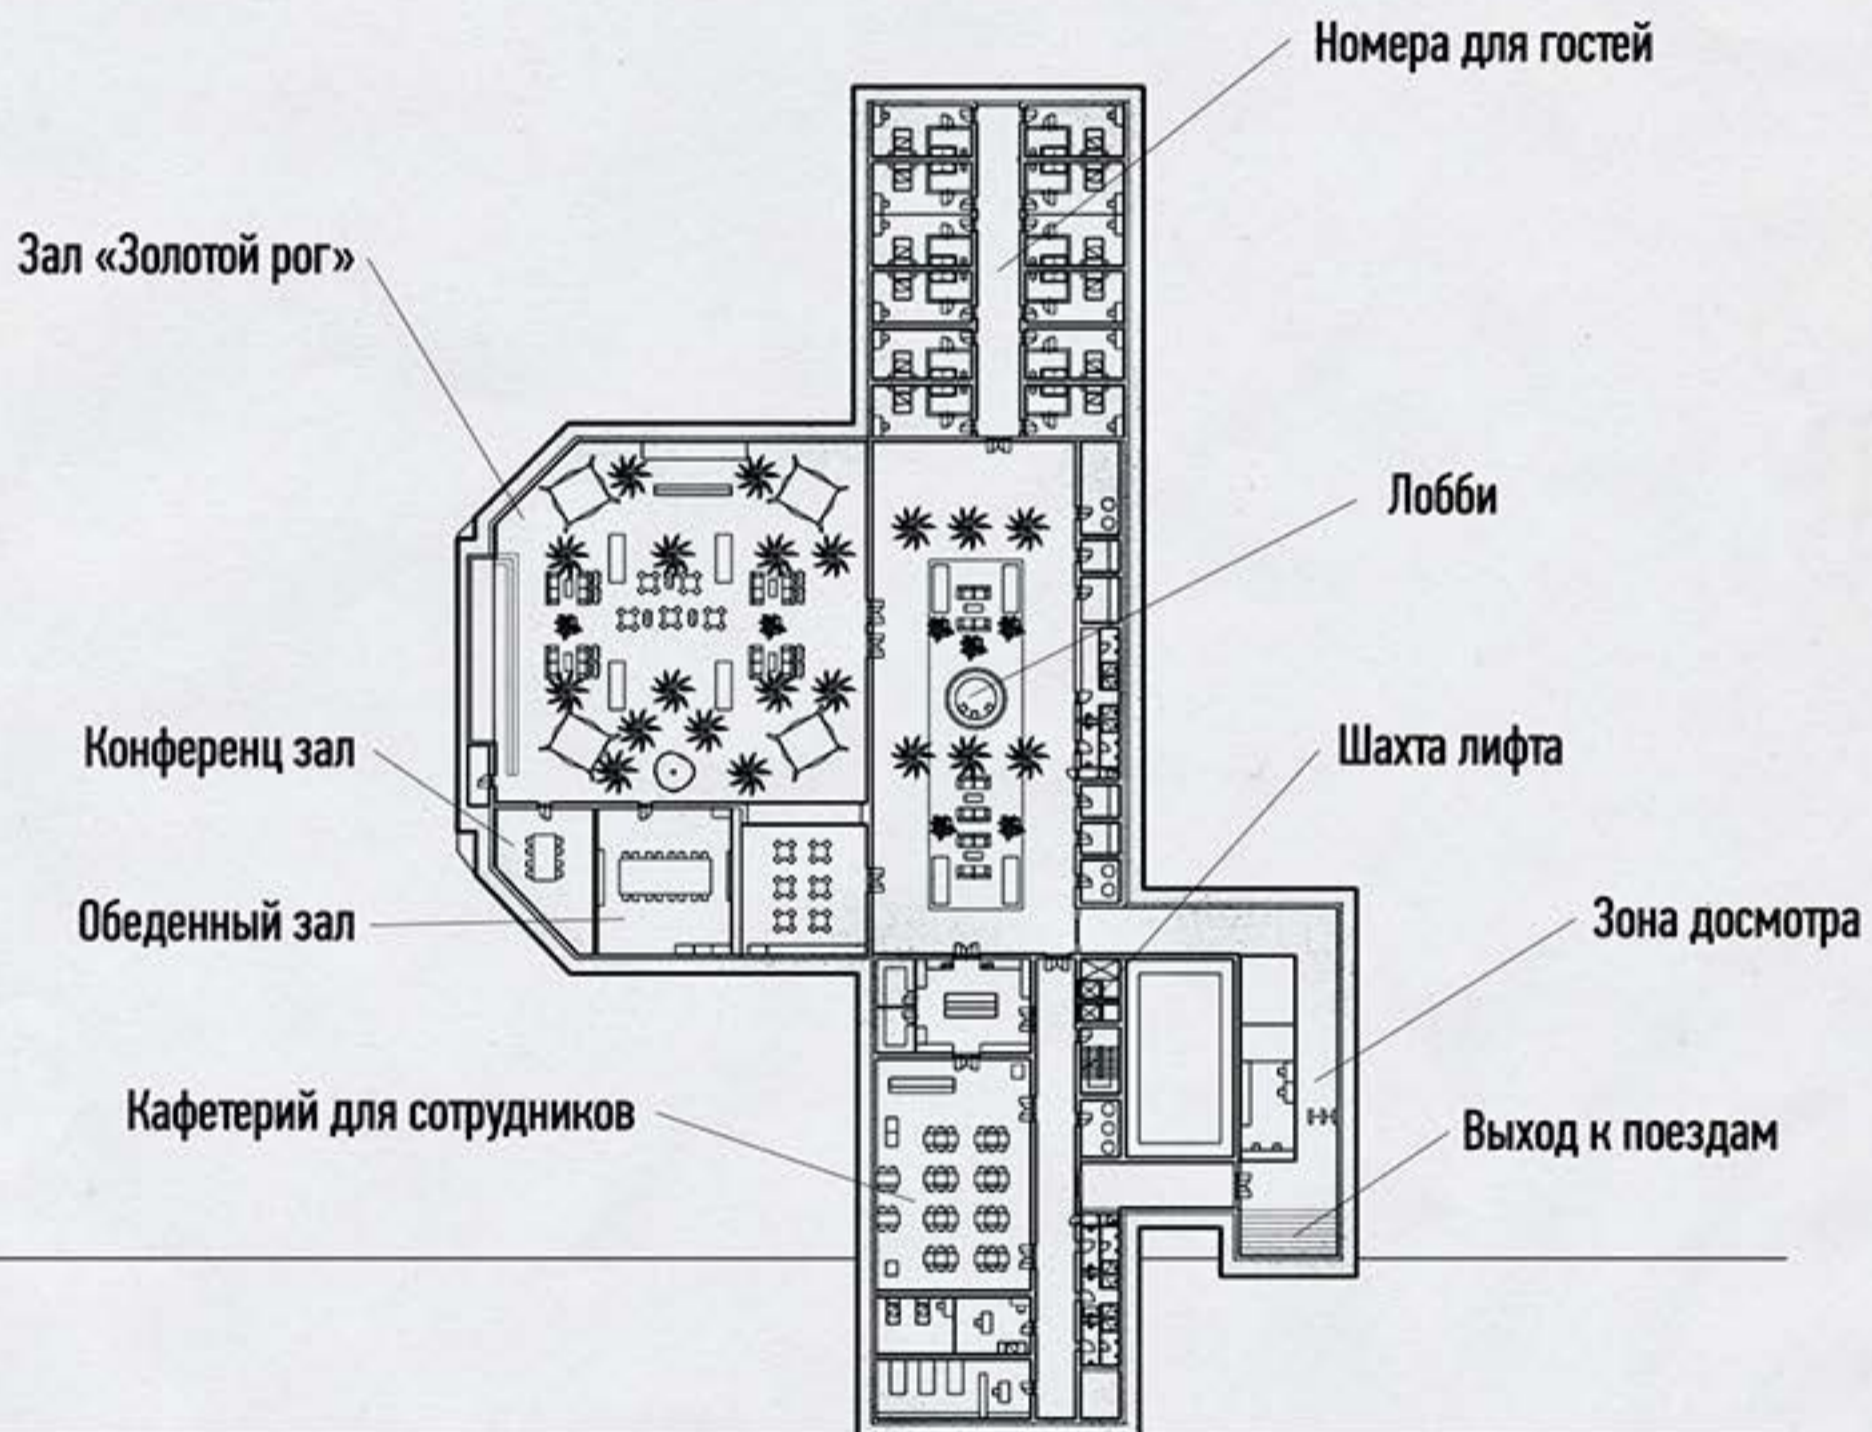 Номера для гостей
Зал «Золотой рог»
Лобби
Конференц зал
Шахта лифта
Обеденный зал
Зона досмотра
Кафетерий для сотрудников
Выход к поездам